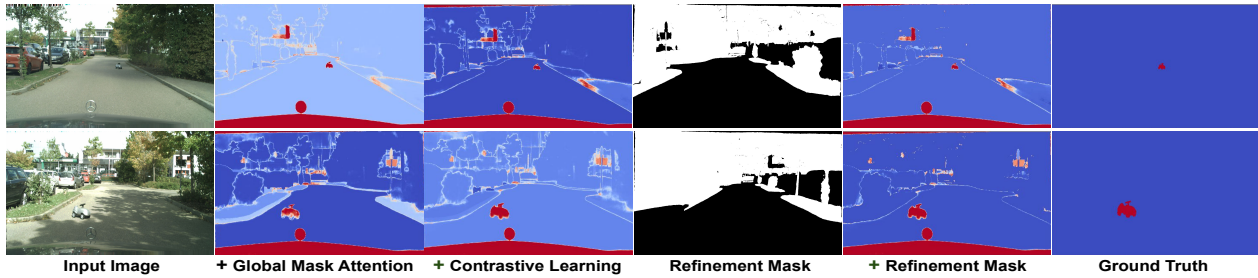 Input Image + Global Mask Attention + Contrastive Learning Refinement Mask + Refinement Mask Ground Truth